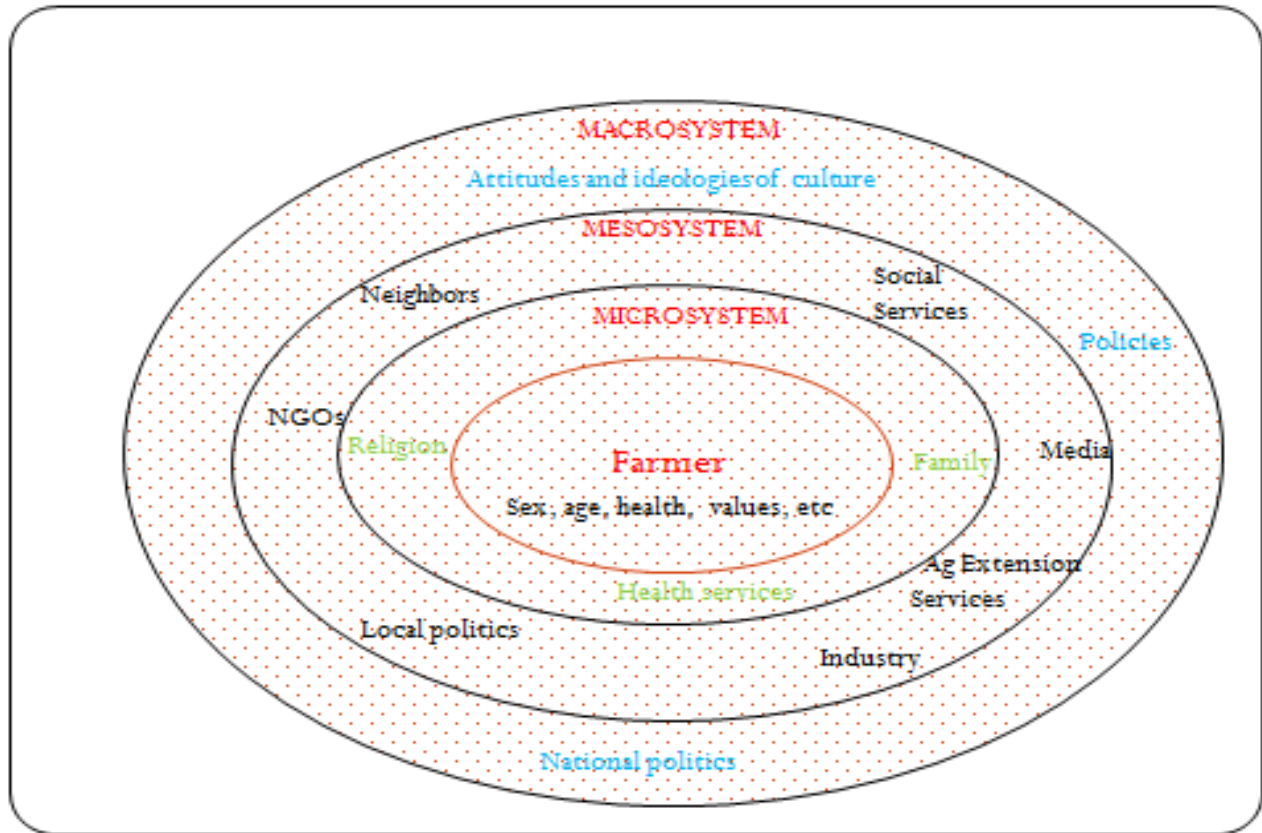 MACROSYSTEM
Attitudes and ideologies of culture
MESOSYSTEM
Neighbors
Social
Services
MICROSYSTEM
Policies
NGOs
Religion
Farmer
Family
Media
Sex, age, health, values, etc
Ag Extension
Services
Health services
Local politics
Industry
National politics